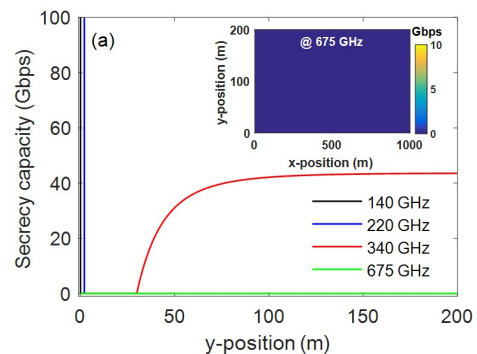 (a)
Secrecy capacity (Gbps)
100
80
60
40
20
0
0
50
100
150
200
y-position (m)
@ 675 GHz
y-position (m)
200
100
0
0
500
1000
x-position (m)
Gbps
10
5
0
140 GHz
220 GHz
340 GHz
675 GHz